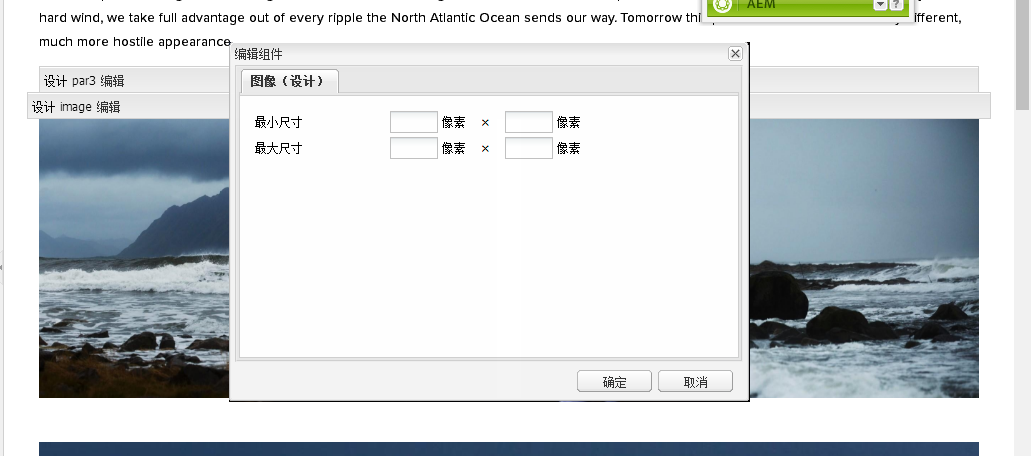 hard wind, we take full advantage out of every ripple the North Atlantic Ocean sends our way. Tomorrow
AEM
?
much more hostile appearance.
编辑组件
图像（设计）
设计 par3 编辑
设计 image 编辑
最小尺寸 像素 × 像素
最大尺寸 像素 × 像素
确定 取消